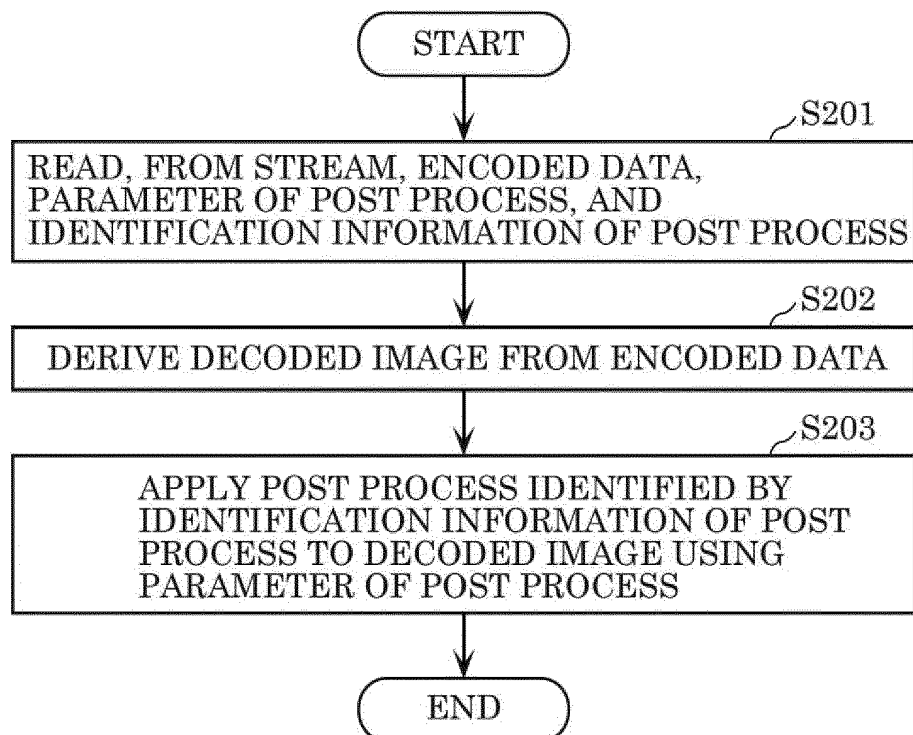 START
S201
READ, FROM STREAM, ENCODED DATA,
PARAMETER OF POST PROCESS, AND
IDENTIFICATION INFORMATION OF POST PROCESS
S202
DERIVE DECODED IMAGE FROM ENCODED DATA
S203
APPLY POST PROCESS IDENTIFIED BY
IDENTIFICATION INFORMATION OF POST
PROCESS TO DECODED IMAGE USING
PARAMETER OF POST PROCESS
END